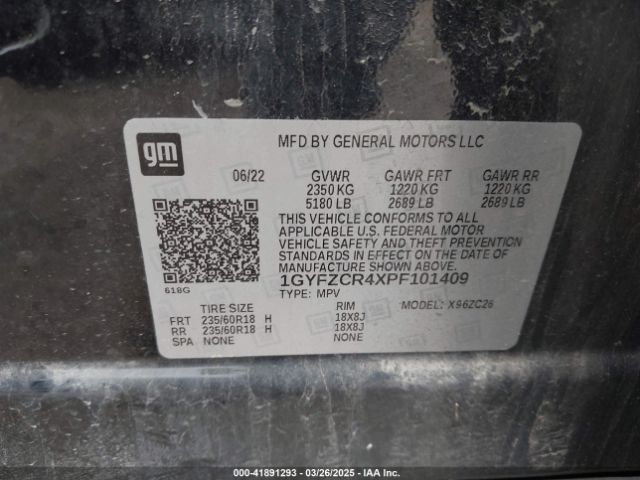 gm
MFD BY GENERAL MOTORS LLC
06/22 GVWR GAWR FRT GAWR RR
2350 KG 1220 KG 1220 KG
5180 LB 2689 LB 2689 LB
THIS VEHICLE CONFORMS TO ALL
APPLICABLE U.S. FEDERAL MOTOR
VEHICLE SAFETY AND THEFT PREVENTION
STANDARDS IN EFFECT ON THE DATE
OF MANUFACTURE SHOWN ABOVE.
618G 1GYFZCR4XPF101409
TYPE: MPV MODEL: X96ZC26
TIRE SIZE RIM
FRT 235/60R18 H 18X8J
RR 235/60R18 H 18X8J
SPA NONE NONE
000-41891293 — 03/26/2025 — IAA Inc.